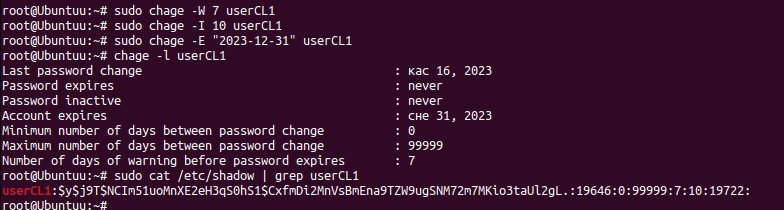 root@Ubuntuu:~# sudo chage -W 7 userCL1
root@Ubuntuu:~# sudo chage -I 10 userCL1
root@Ubuntuu:~# sudo chage -E "2023-12-31" userCL1
root@Ubuntuu:~# chage -l userCL1
Last password change : кас 16, 2023
Password expires : never
Password inactive : never
Account expires : сне 31, 2023
Minimum number of days between password change : 0
Maximum number of days between password change : 99999
Number of days of warning before password expires : 7
root@Ubuntuu:~# sudo cat /etc/shadow | grep userCL1
userCL1:$y$j9T$NCIm51uoMnXE2eH3qS0hS1$CxfmDi2MnVsBmEna9TZW9ugSNM72m7MKio3taUl2gL.:19646:0:99999:7:10:19722:
root@Ubuntuu:~#